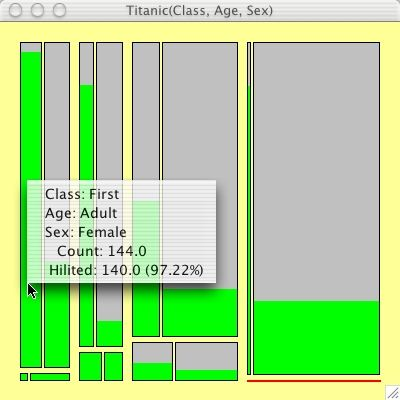 Titanic(Class, Age, Sex)
Class: First
Age: Adult
Sex: Female
Count: 144.0
Hilited: 140.0 (97.22%)